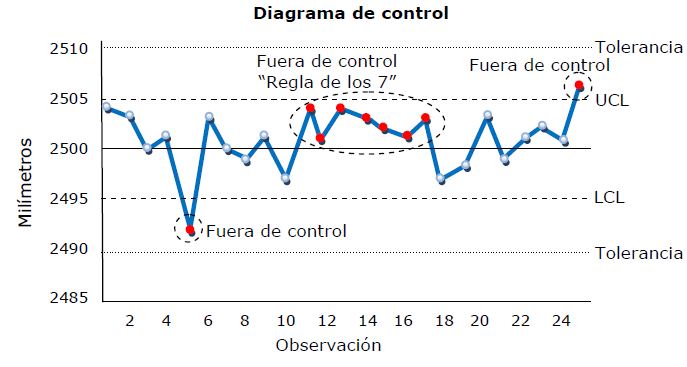 Diagrama de control
2510
Tolerancia
Fuera de control
“Regla de los 7”
Fuera de control
2505
UCL
2500
Milímetros
2495
LCL
Fuera de control
2490
Tolerancia
2485
2 4 6 8 10 12 14 16 18 20 22 24
Observación